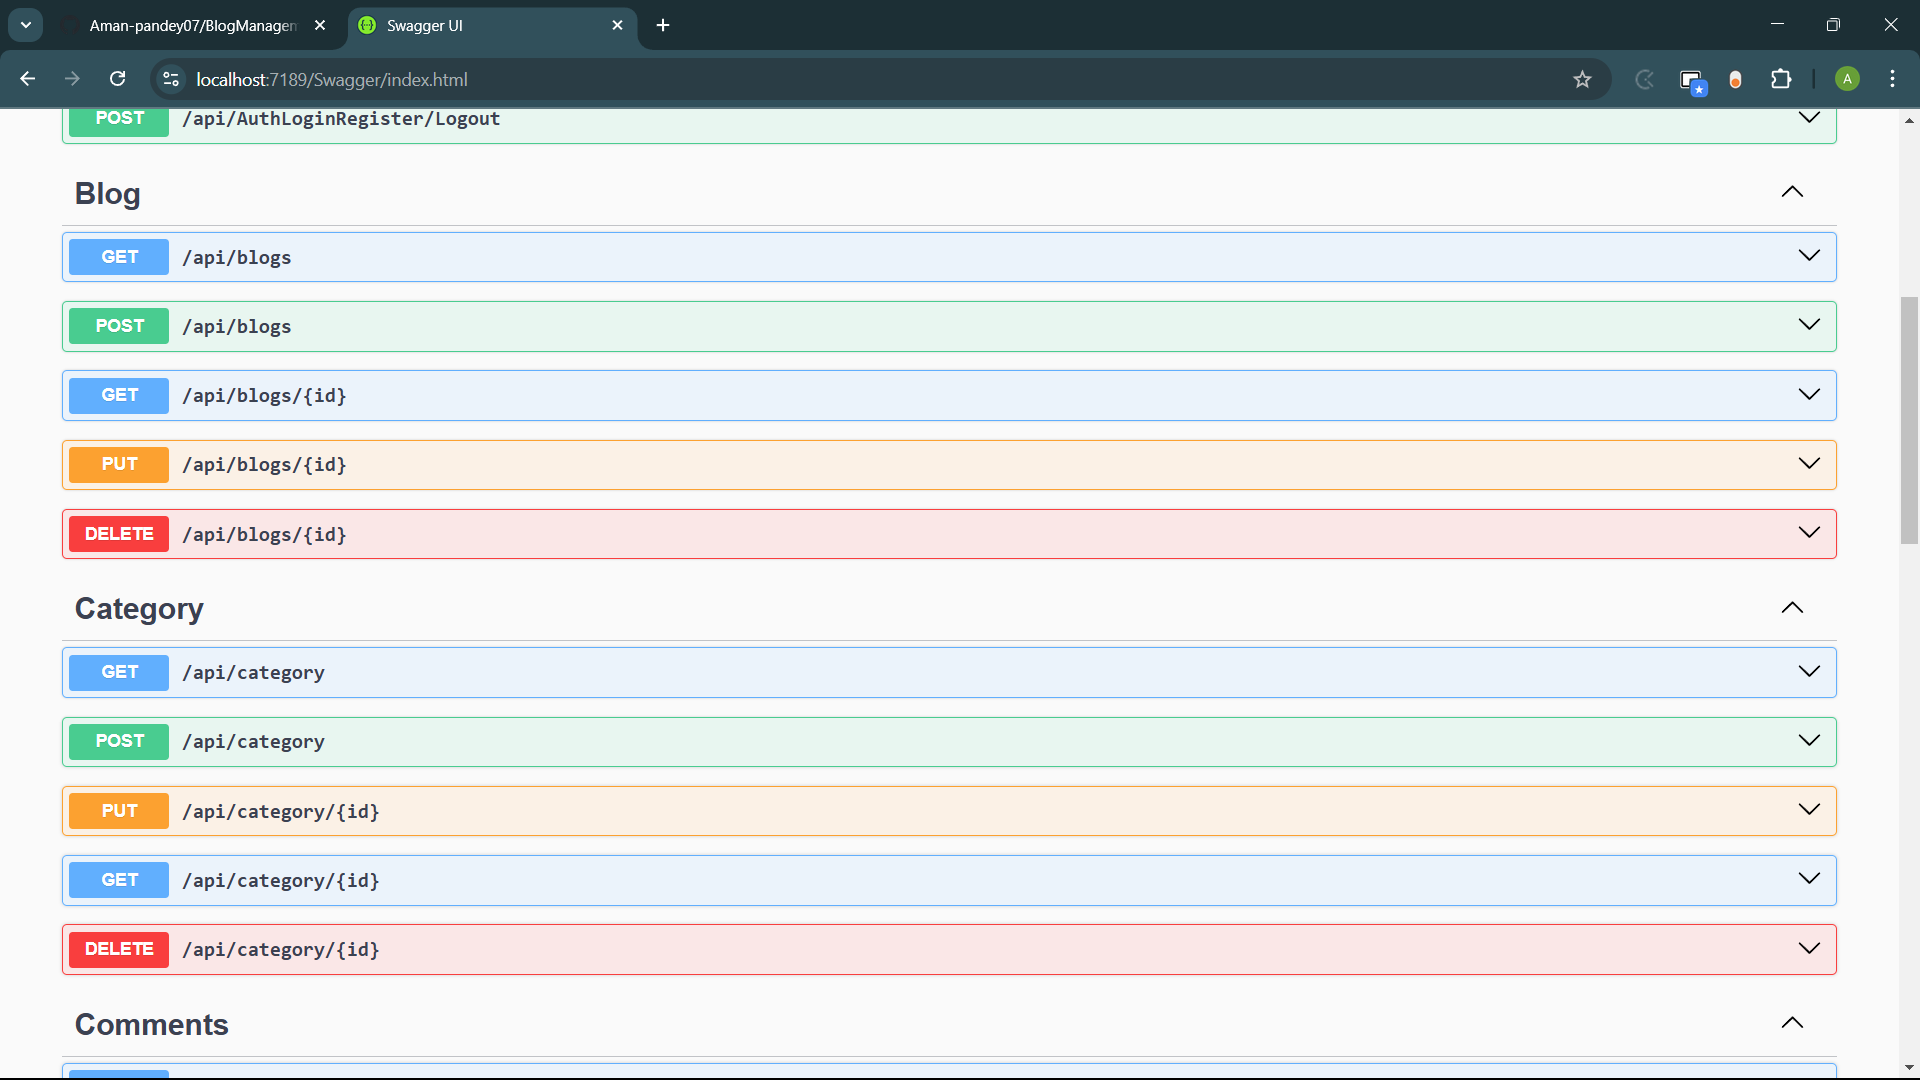 Aman-pandey07/BlogManagem
Swagger UI
localhost:7189/Swagger/index.html
A
POST /api/AuthLoginRegister/Logout
Blog
GET /api/blogs
POST /api/blogs
GET /api/blogs/{id}
PUT /api/blogs/{id}
DELETE /api/blogs/{id}
Category
GET /api/category
POST /api/category
PUT /api/category/{id}
GET /api/category/{id}
DELETE /api/category/{id}
Comments